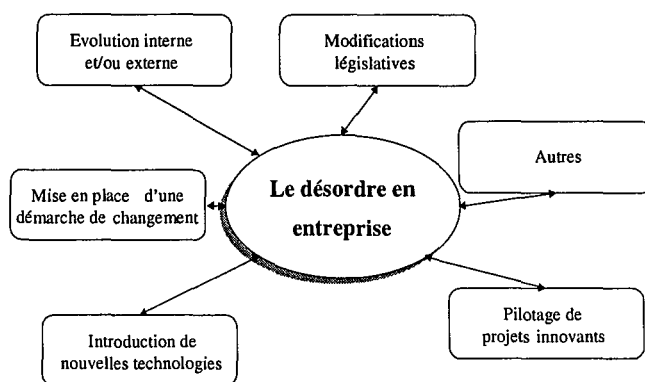 Evolution interne
et/ou externe
Modifications
législatives
Autres
Mise en place d'une
démarche de changement
Le désordre en
entreprise
Introduction de
nouvelles technologies
Pilotage de
projets innovants